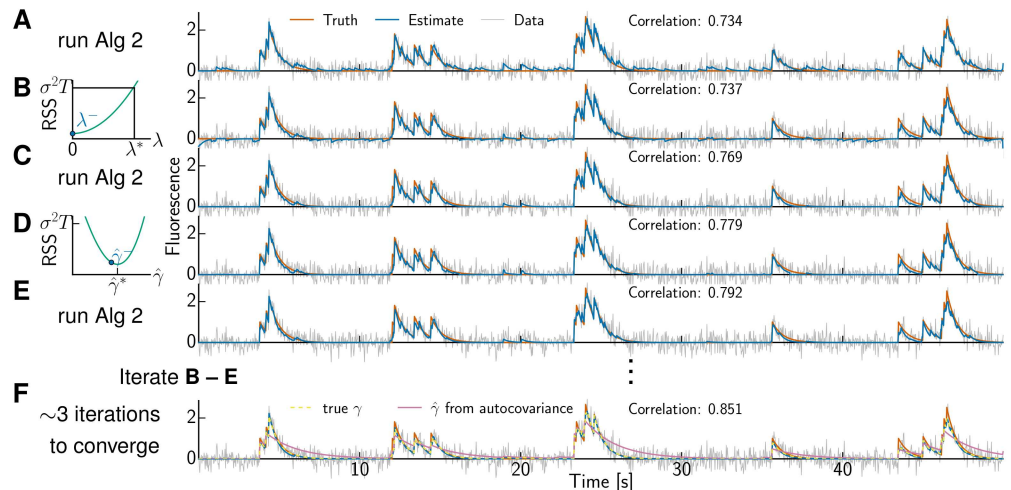 A
run Alg 2
2
0
Truth
Estimate
Data
Correlation: 0.734
B
σ²T
RSS
λ⁻
0
λ*
λ
2
0
Correlation: 0.737
C
run Alg 2
2
0
Fluorescence
Correlation: 0.769
D
σ²T
RSS
γ̂⁻
γ̂*
γ̂
2
0
Correlation: 0.779
E
run Alg 2
2
0
Correlation: 0.792
Iterate B – E
F
∼3 iterations
to converge
2
0
true γ
γ̂ from autocovariance
Correlation: 0.851
10
20
30
40
Time [s]